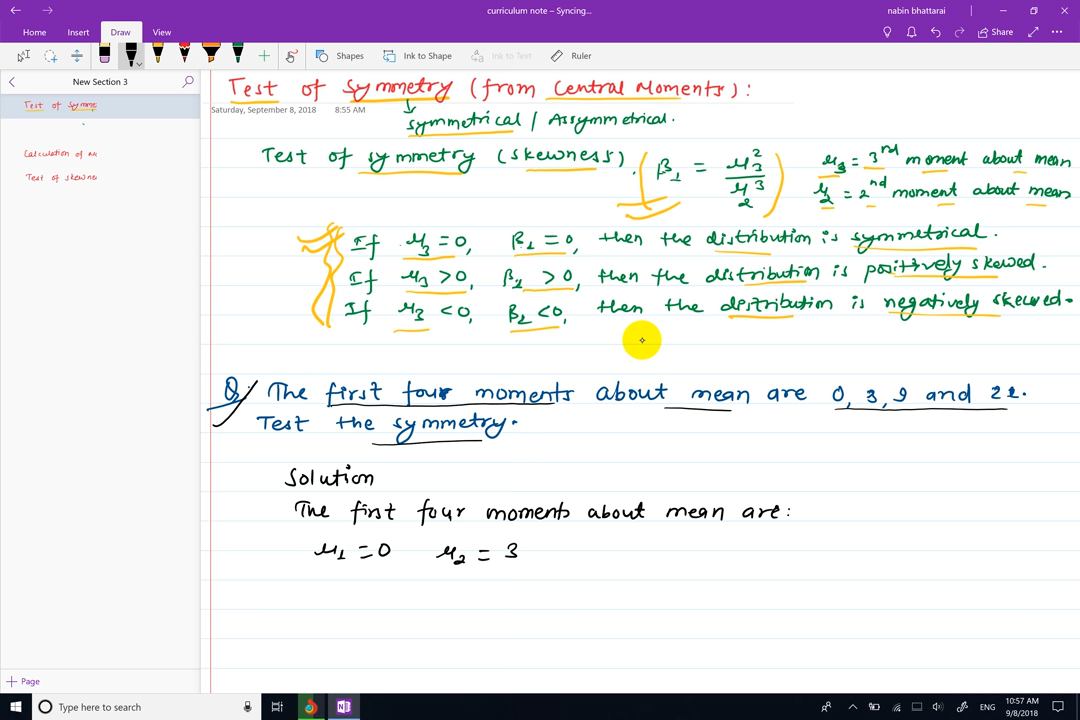 curriculum note - Syncing...
nabin bhattarai
Home Insert Draw View
Share
Shapes Ink to Shape Ink to Text Ruler
New Section 3
Test of symme
Calculation of
Test of skewne
Page
Test of Symmetry (from Central Moments):
Saturday, September 8, 2018 8:55 AM
symmetrical / Assymmetrical.
Test of symmetry (skewness). (β₁ = μ₃²/μ₂³)
μ₃ = 3nd moment about mean
μ₂ = 2nd moment about mean
If μ₃ = 0, β₁ = 0, then the distribution is symmetrical.
If μ₃ > 0, β₁ > 0, then the distribution is positively skewed.
If μ₃ < 0, β₁ < 0, then the distribution is negatively skewed.
Q. The first four moments about mean are 0, 3, 9 and 22.
Test the symmetry.
Solution
The first four moments about mean are:
μ₁ = 0 μ₂ = 3
Type here to search
ENG
10:57 AM
9/8/2018